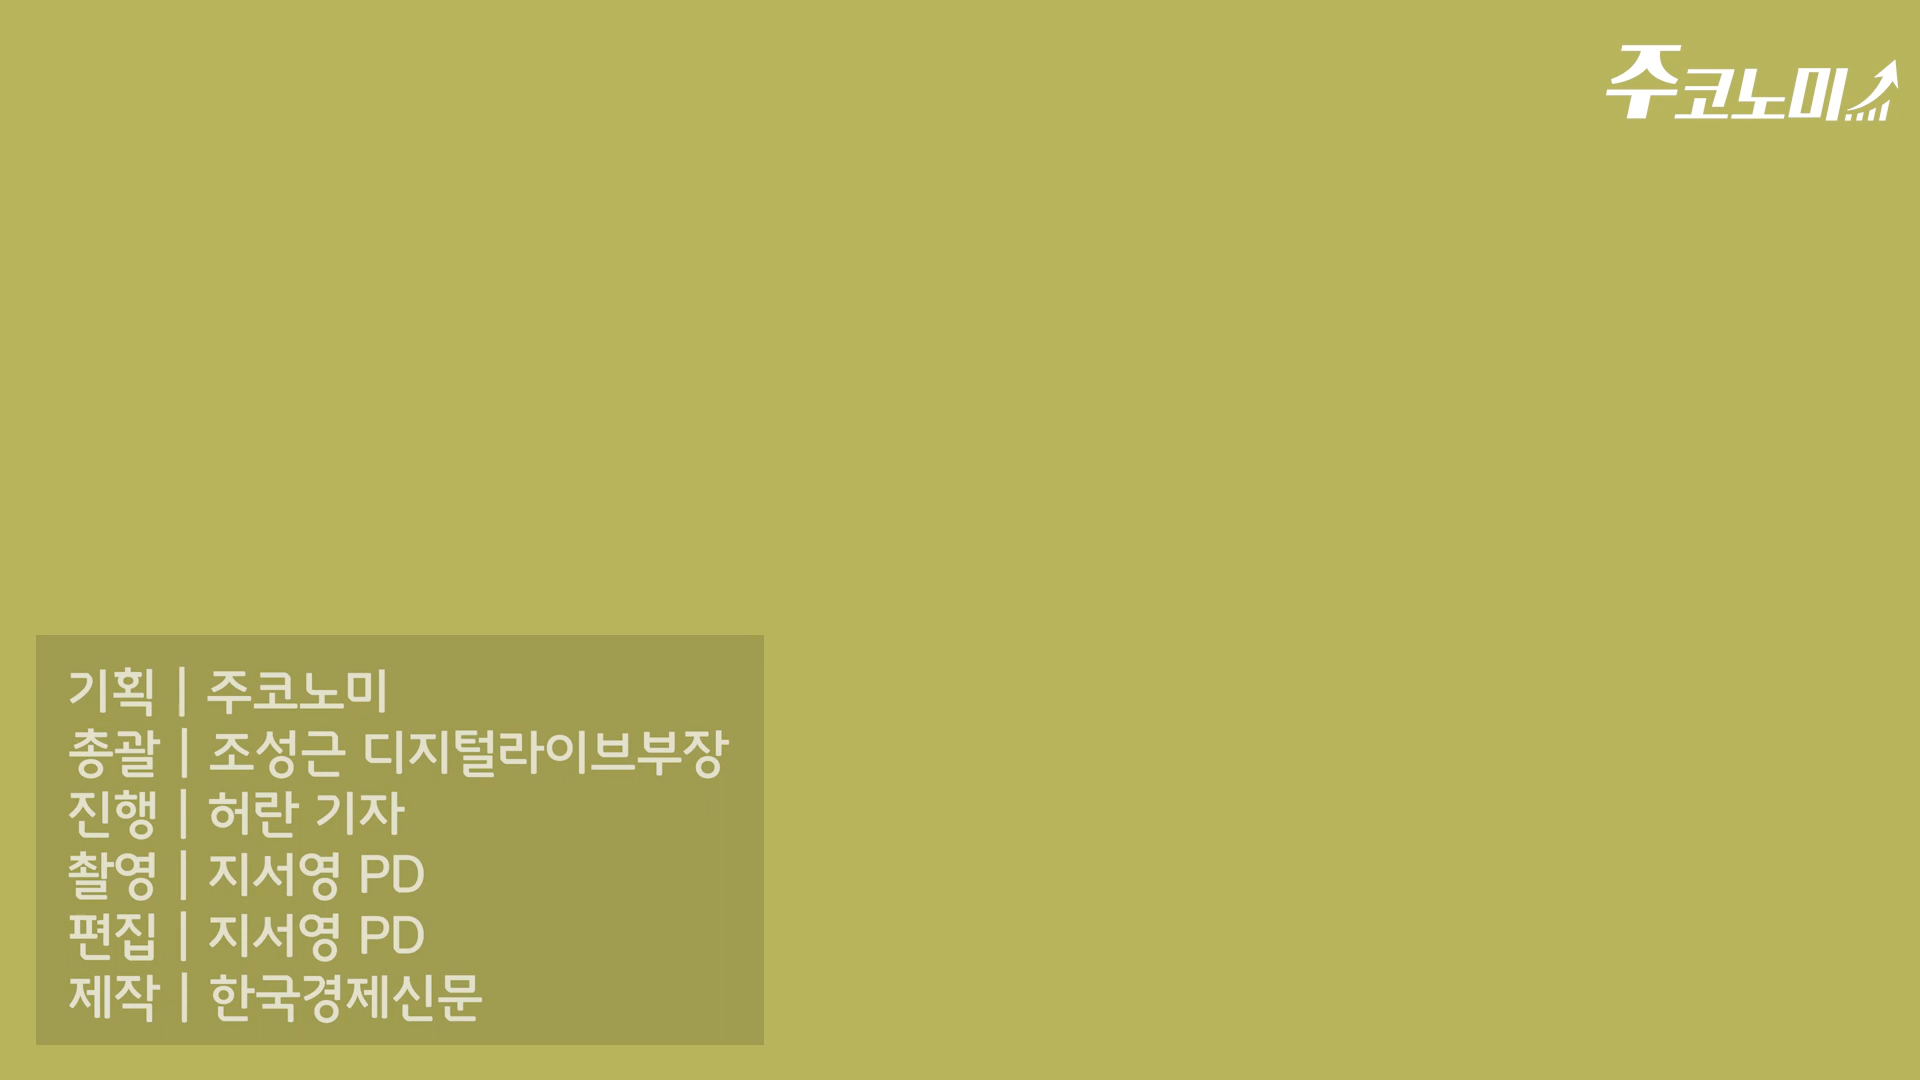 주코노미
기획 | 주코노미
총괄 | 조성근 디지털라이브부장
진행 | 허란 기자
촬영 | 지서영 PD
편집 | 지서영 PD
제작 | 한국경제신문